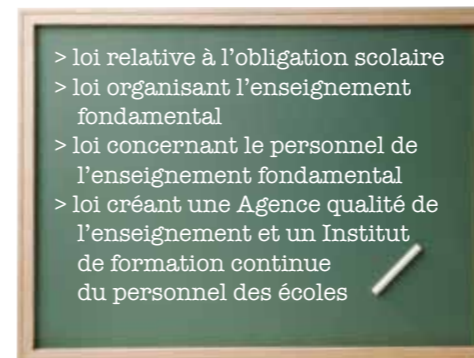 > loi relative à l’obligation scolaire
> loi organisant l’enseignement
fondamental
> loi concernant le personnel de
l’enseignement fondamental
> loi créant une Agence qualité de
l’enseignement et un Institut
de formation continue
du personnel des écoles